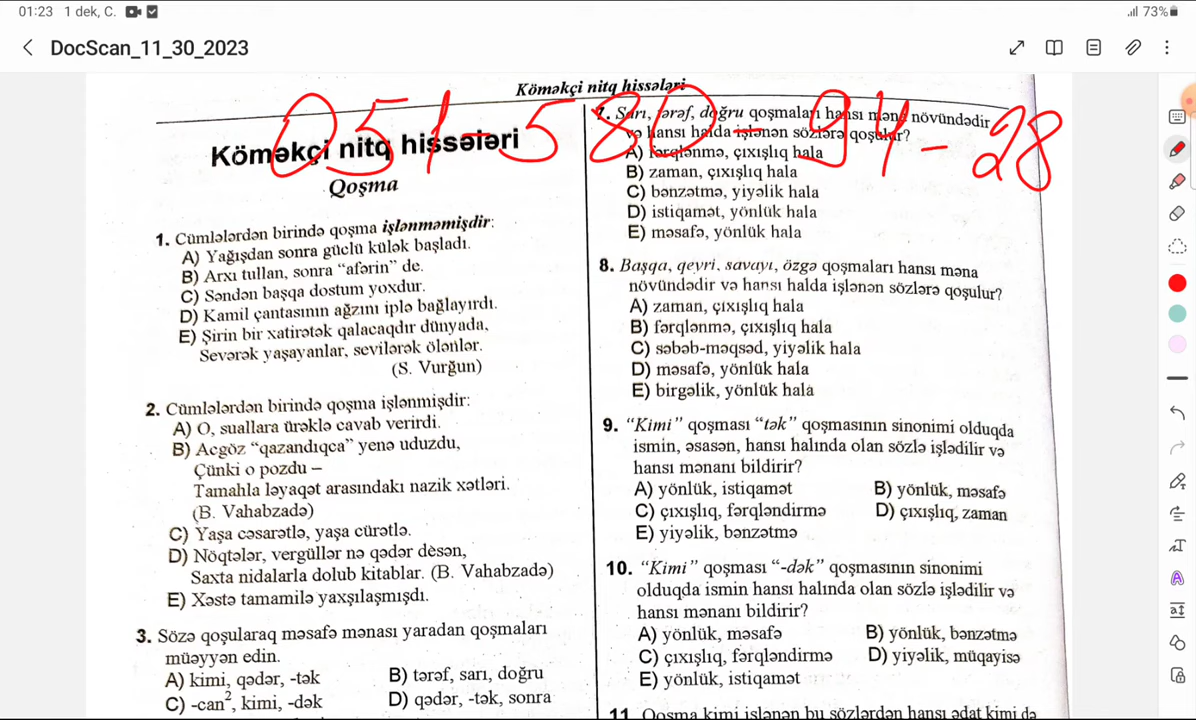 01:23 1 dek, C.
73%
DocScan_11_30_2023
Köməkçi nitq hissələri
051-580-94-28
Köməkçi nitq hissələri
Qoşma
1. Cümlələrdən birində qoşma işlənməmişdir:
A) Yağışdan sonra güclü külək başladı.
B) Arxı tullan, sonra “afərin” de.
C) Səndən başqa dostum yoxdur.
D) Kamil çantasının ağzını iplə bağlayırdı.
E) Şirin bir xatirətək qalacaqdır dünyada,
Sevərək yaşayanlar, sevilərək ölənlər.
(S. Vurğun)
2. Cümlələrdən birində qoşma işlənmişdir:
A) O, suallara ürəklə cavab verirdi.
B) Acgöz “qazandıqca” yenə uduzdu,
Çünki o pozdu –
Tamahla ləyaqət arasındakı nazik xətləri.
(B. Vahabzadə)
C) Yaşa cəsarətlə, yaşa cürətlə.
D) Nöqtələr, vergüllər nə qədər desən,
Saxta nidalarla dolub kitablar. (B. Vahabzadə)
E) Xəstə tamamilə yaxşılaşmışdı.
3. Sözə qoşularaq məsafə mənası yaradan qoşmaları
müəyyən edin.
A) kimi, qədər, -tək B) tərəf, sarı, doğru
C) -can², kimi, -dək D) qədər, -tək, sonra
7. Sarı, tərəf, doğru qoşmaları hansı məna növündədir
və hansı halda işlənən sözlərə qoşulur?
A) fərqlənmə, çıxışlıq hala
B) zaman, çıxışlıq hala
C) bənzətmə, yiyəlik hala
D) istiqamət, yönlük hala
E) məsafə, yönlük hala
8. Başqa, qeyri, savayı, özgə qoşmaları hansı məna
növündədir və hansı halda işlənən sözlərə qoşulur?
A) zaman, çıxışlıq hala
B) fərqlənmə, çıxışlıq hala
C) səbəb-məqsəd, yiyəlik hala
D) məsafə, yönlük hala
E) birgəlik, yönlük hala
9. “Kimi” qoşması “tək” qoşmasının sinonimi olduqda
ismin, əsasən, hansı halında olan sözlə işlədilir və
hansı mənanı bildirir?
A) yönlük, istiqamət B) yönlük, məsafə
C) çıxışlıq, fərqləndirmə D) çıxışlıq, zaman
E) yiyəlik, bənzətmə
10. “Kimi” qoşması “-dək” qoşmasının sinonimi
olduqda ismin hansı halında olan sözlə işlədilir və
hansı mənanı bildirir?
A) yönlük, məsafə B) yönlük, bənzətmə
C) çıxışlıq, fərqləndirmə D) yiyəlik, müqayisə
E) yönlük, istiqamət
11. Qoşma kimi işlənən bu sözlərdən hansı ədat kimi də